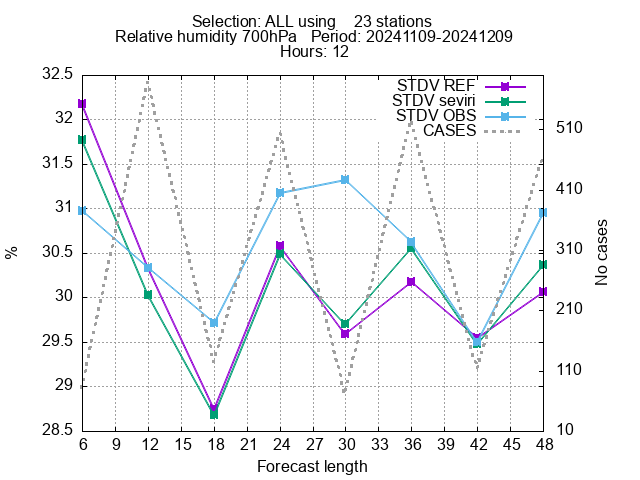 Selection: ALL using    23 stations
Relative humidity 700hPa   Period: 20241109-20241209
Hours: 12
STDV REF
STDV seviri
STDV OBS
CASES
32.5
32
31.5
31
30.5
30
29.5
29
28.5
%
510
410
310
210
110
10
No cases
6 9 12 15 18 21 24 27 30 33 36 39 42 45 48
Forecast length